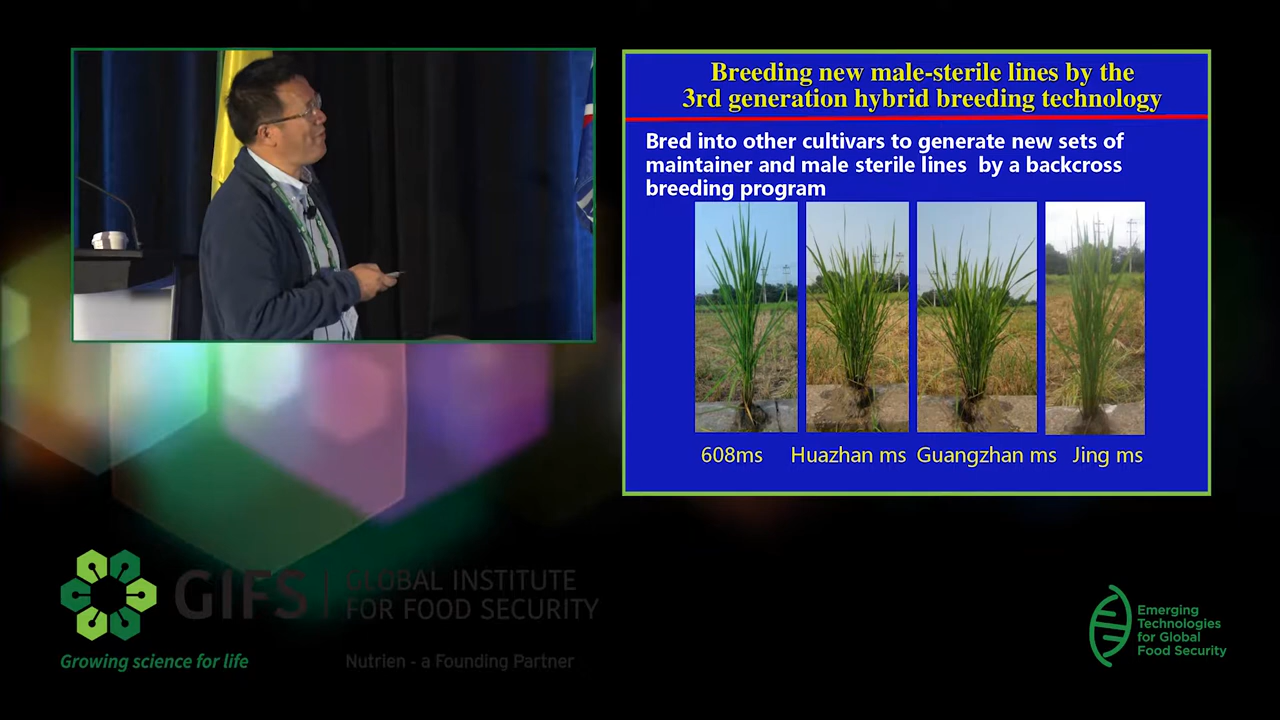 Breeding new male-sterile lines by the
3rd generation hybrid breeding technology
Bred into other cultivars to generate new sets of
maintainer and male sterile lines by a backcross
breeding program
608ms
Huazhan ms
Guangzhan ms
Jing ms
GIFS
GLOBAL INSTITUTE
FOR FOOD SECURITY
Growing science for life
Nutrien - a Founding Partner
Emerging
Technologies
for Global
Food Security